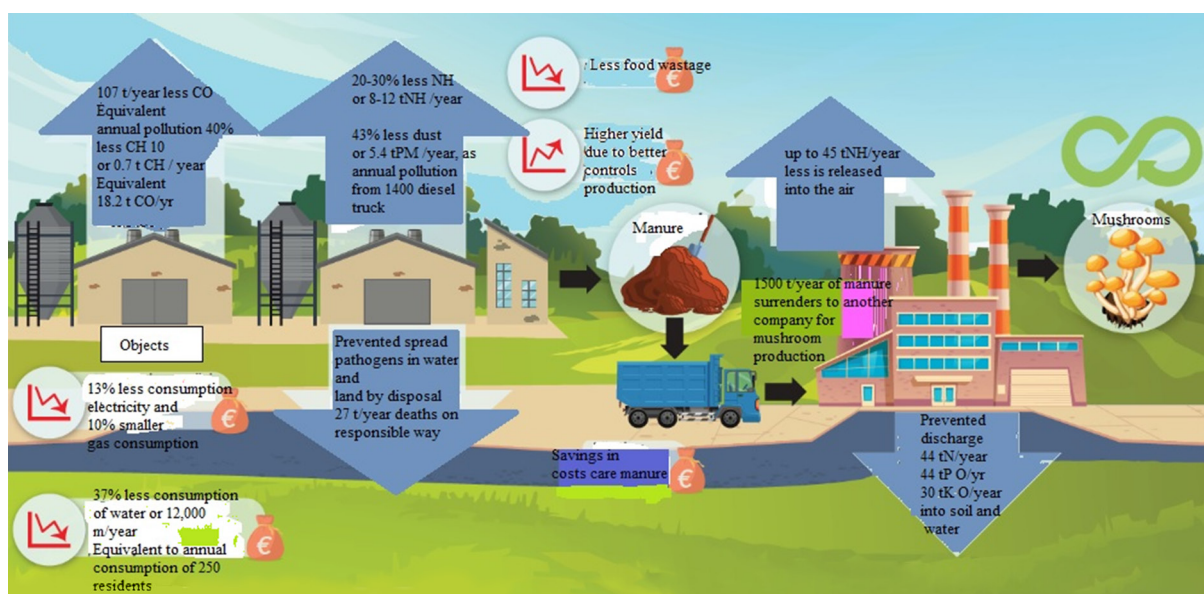 107 t/year less CO
Equivalent
annual pollution 40%
less CH 10
or 0.7 t CH / year
Equivalent
18.2 t CO/yr
20-30% less NH
or 8-12 tNH /year
43% less dust
or 5.4 tPM /year, as
annual pollution
from 1400 diesel
truck
Less food wastage
Higher yield
due to better
controls
production
up to 45 tNH/year
less is released
into the air
Manure
Mushrooms
1500 t/year of manure
surrenders to another
company for
mushroom
production
Objects
Prevented spread
pathogens in water
and
land by disposal
27 t/year deaths on
responsible way
13% less consumption
electricity and
10% smaller
gas consumption
Savings in
costs care manure
Prevented
discharge
44 tN/year
44 tP O/yr
30 tK O/year
into soil and
water
37% less consumption
of water or 12,000
m/year
Equivalent to annual
consumption of 250
residents
€
€
€
€
€